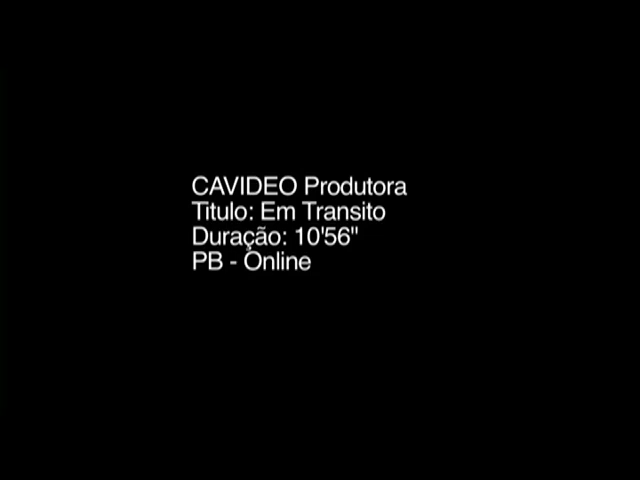 CAVIDEO Produtora
Titulo: Em Transito
Duração: 10'56"
PB - Online